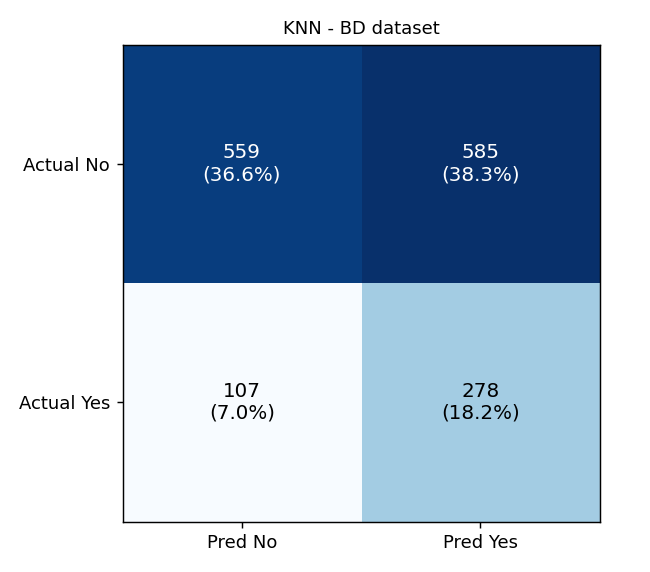 KNN - BD dataset
Actual No
559
(36.6%)
585
(38.3%)
Actual Yes
107
(7.0%)
278
(18.2%)
Pred No
Pred Yes